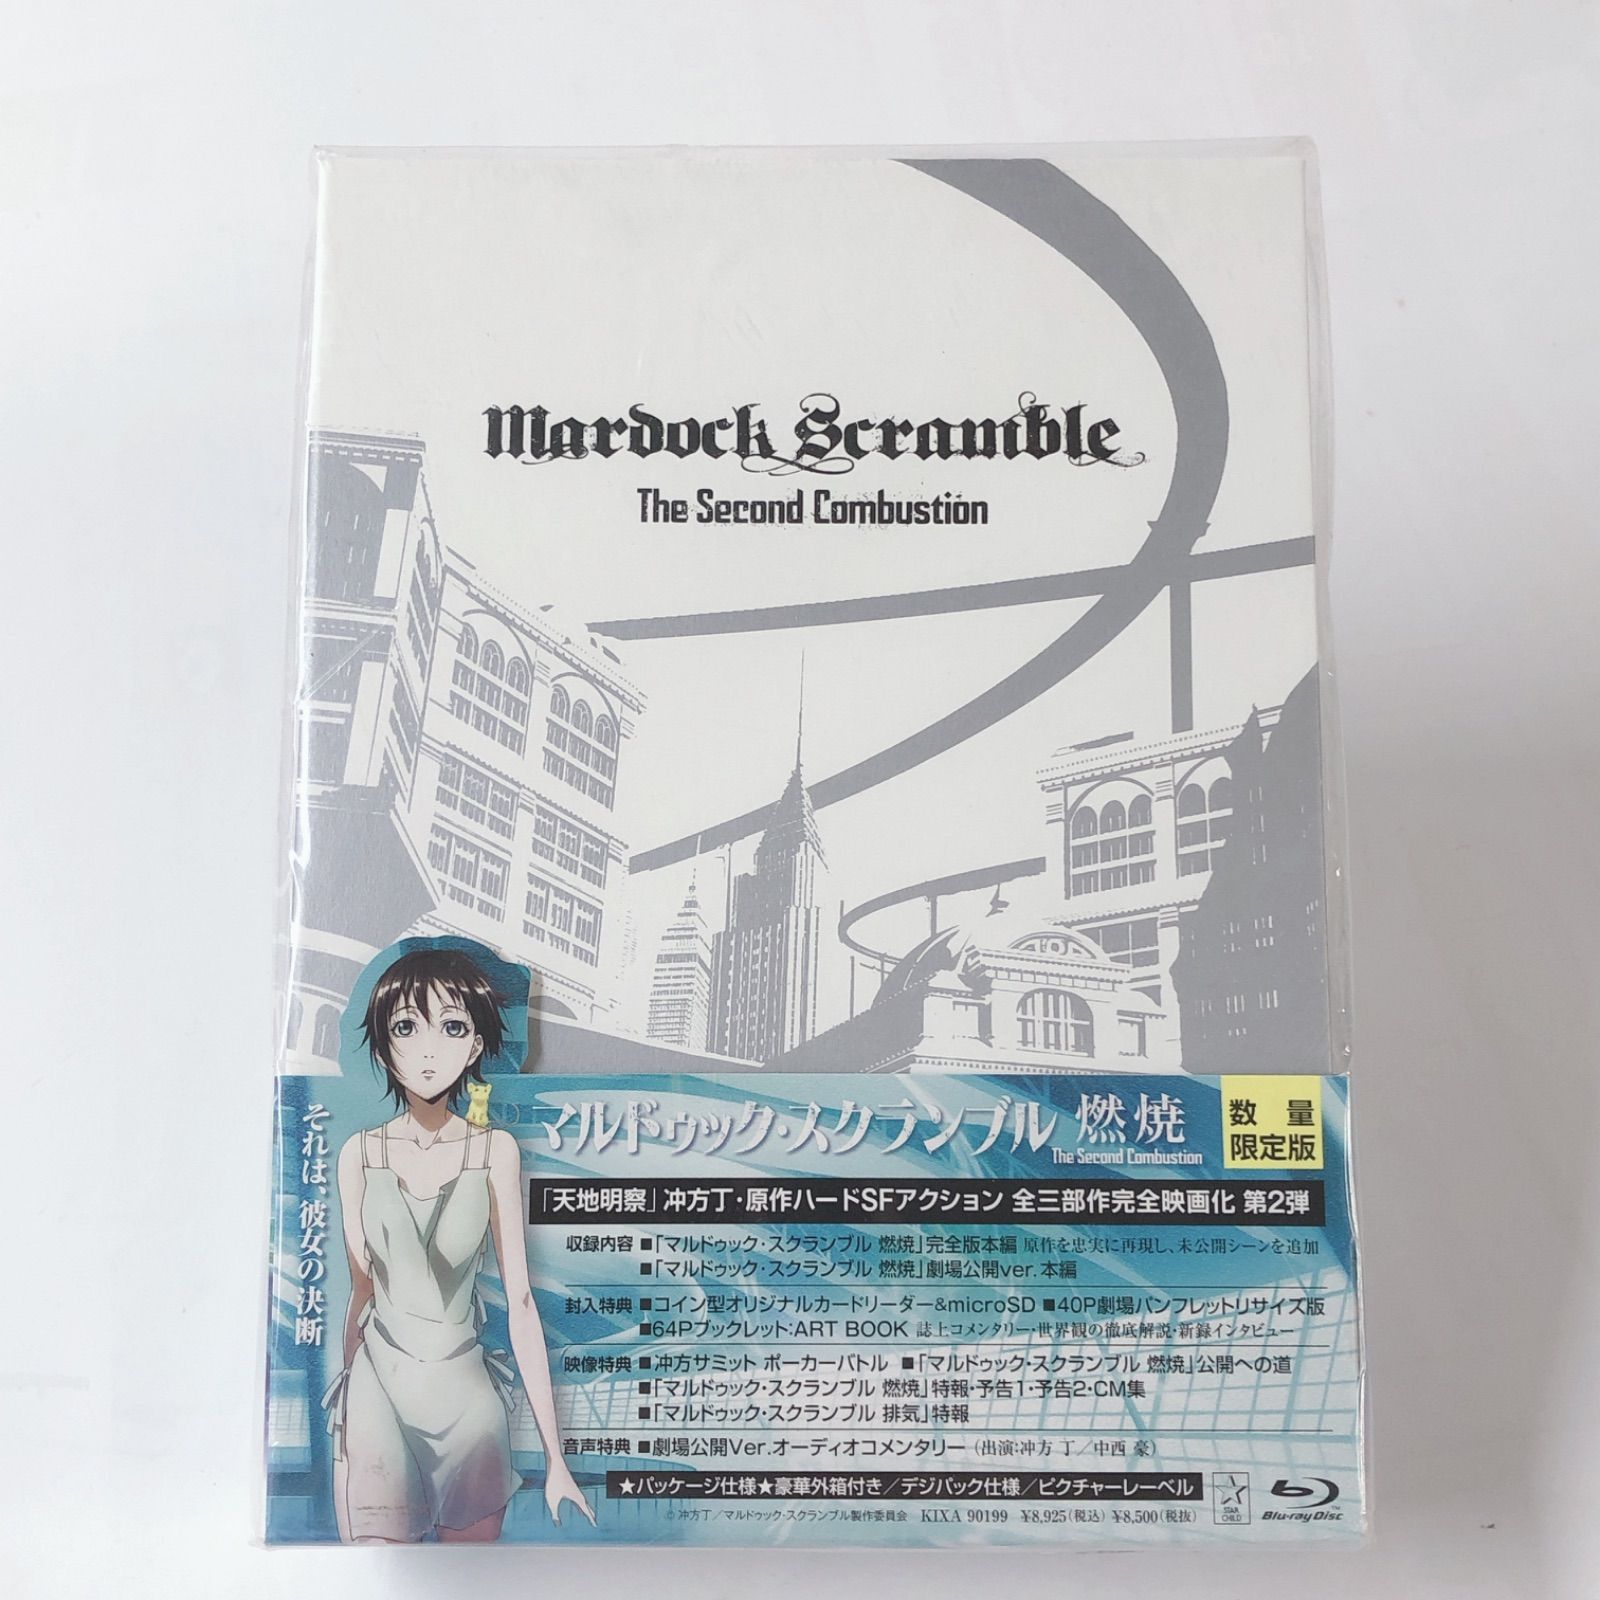 Mardock Scramble
The Second Combustion
それは、彼女の決断
マルドゥック・スクランブル 燃焼
The Second Combustion
数量
限定版
「天地明察」冲方丁・原作ハードSFアクション 全三部作完全映画化 第2弾
収録内容 ■「マルドゥック・スクランブル 燃焼」完全版本編 原作を忠実に再現し、未公開シーンを追加
■「マルドゥック・スクランブル 燃焼」劇場公開ver.本編
封入特典 ■コイン型オリジナルカードリーダー&microSD ■40P劇場パンフレットリサイズ版
■64Pブックレット:ART BOOK 誌上コメンタリー・世界観の徹底解説・新録インタビュー
映像特典 ■冲方サミット ポーカーバトル ■「マルドゥック・スクランブル 燃焼」公開への道
■「マルドゥック・スクランブル 燃焼」特報・予告1・予告2・CM集
■「マルドゥック・スクランブル 排気」特報
音声特典 ■劇場公開Ver.オーディオコメンタリー（出演:冲方 丁／中西 豪）
★パッケージ仕様★豪華外箱付き／デジパック仕様／ピクチャーレーベル
© 冲方丁／マルドゥック・スクランブル製作委員会 KIXA 90199 ¥8,925(税込) ¥8,500(税抜)
STAR CHILD
Blu-ray Disc